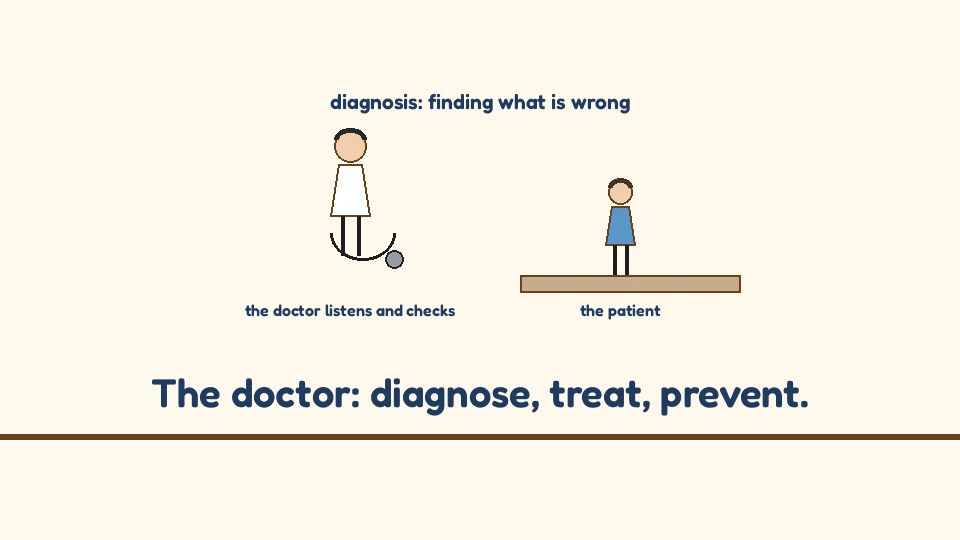 diagnosis: finding what is wrong
the doctor listens and checks
the patient
The doctor: diagnose, treat, prevent.